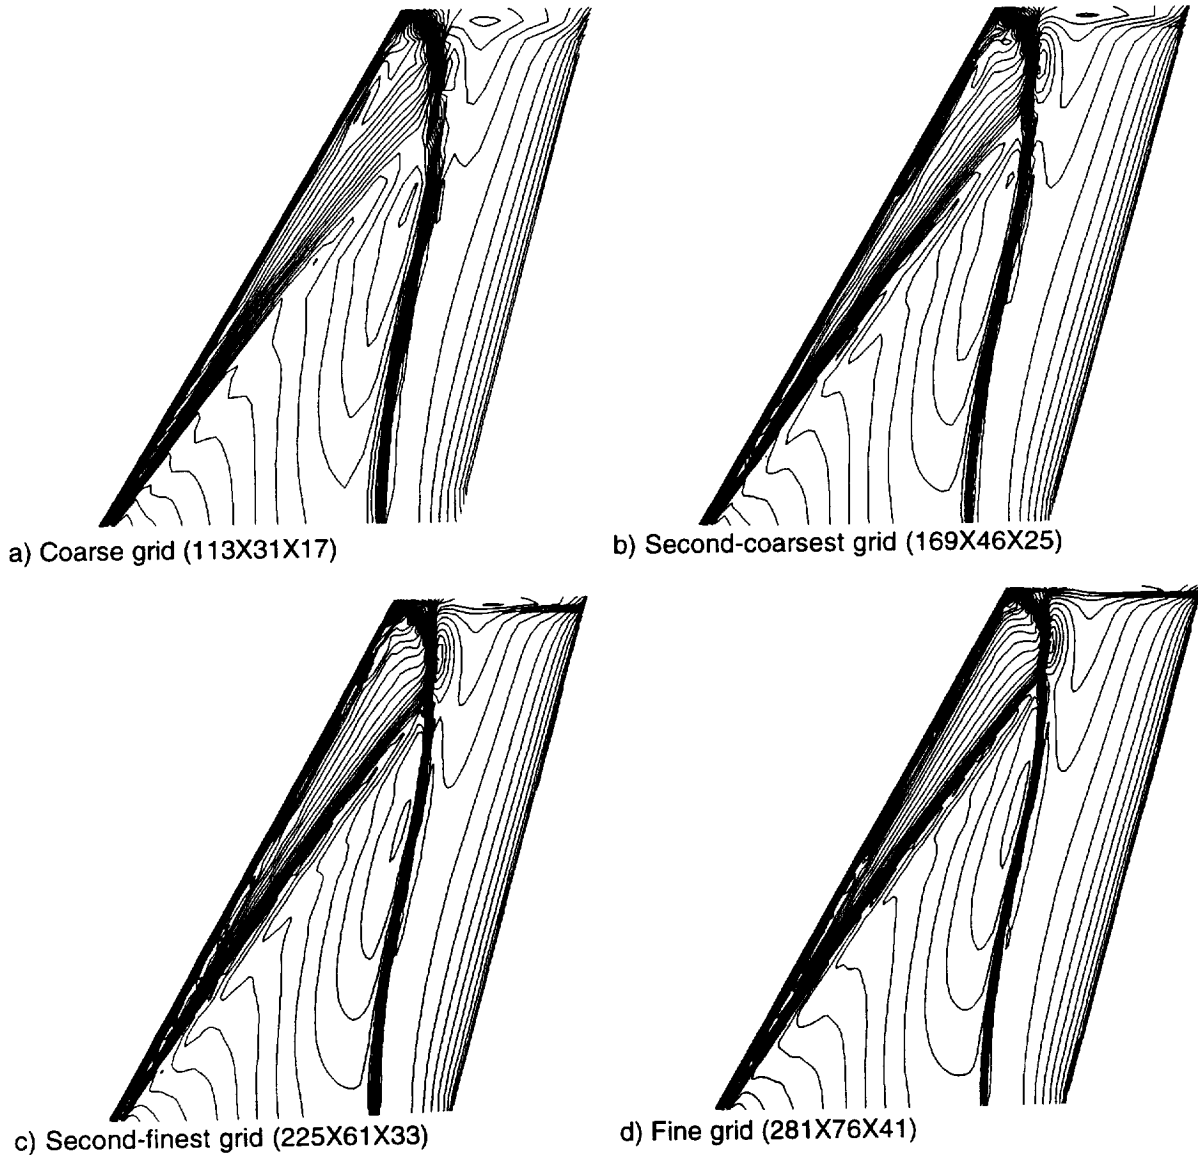 a) Coarse grid (113X31X17)
b) Second-coarsest grid (169X46X25)
c) Second-finest grid (225X61X33)
d) Fine grid (281X76X41)